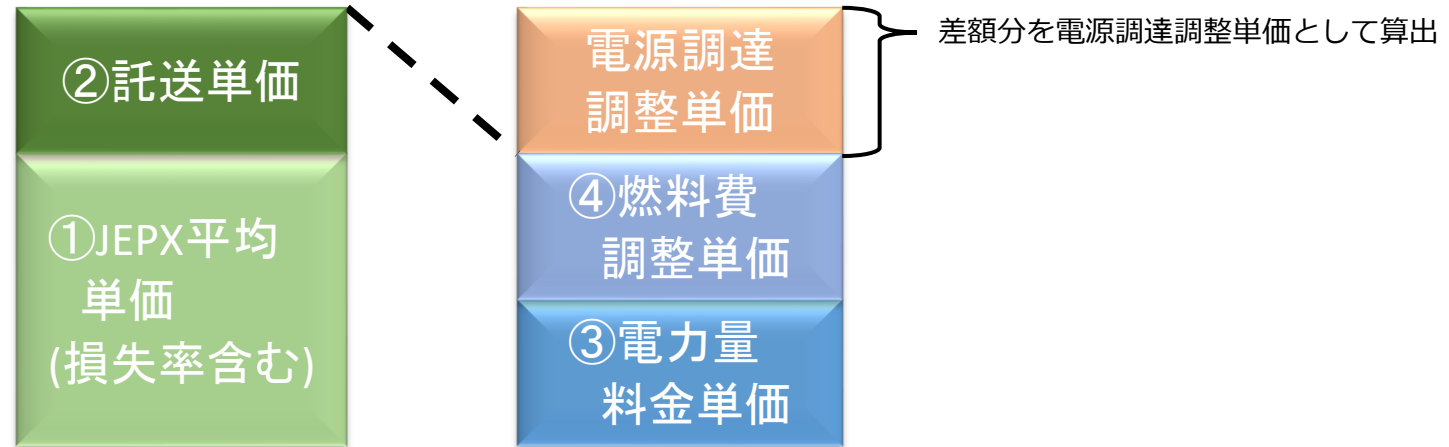 ②託送単価
①JEPX平均
単価
(損失率含む)
電源調達
調整単価
④燃料費
調整単価
③電力量
料金単価
差額分を電源調達調整単価として算出